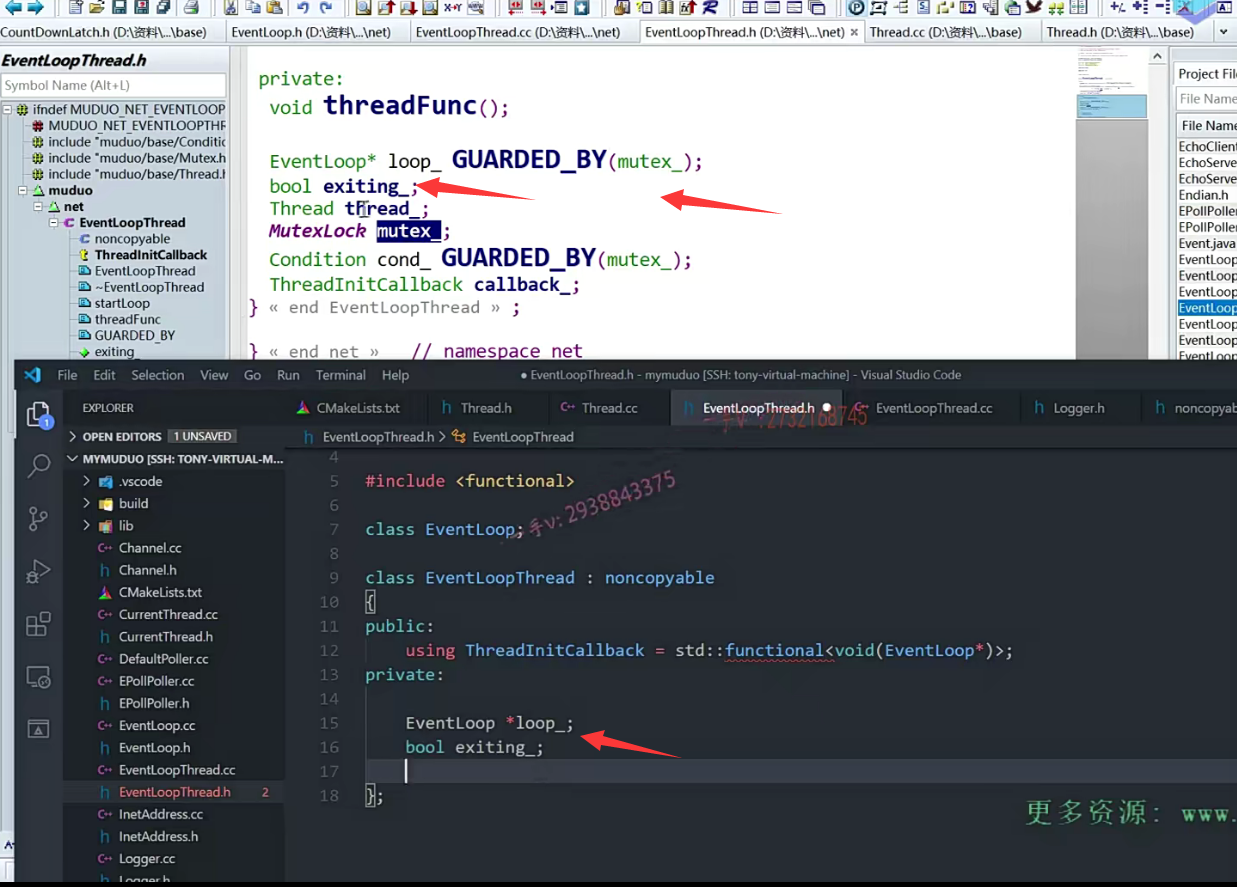 CountDownLatch.h (D:\资料\...\base)
EventLoop.h (D:\资料\...\net)
EventLoopThread.cc (D:\资料\...\net)
EventLoopThread.h (D:\资料\...\net)
Thread.cc (D:\资料\...\base)
Thread.h (D:\资料\...\base)
EventLoopThread.h
Symbol Name (Alt+L)
ifndef MUDUO_NET_EVENTLOOP
MUDUO_NET_EVENTLOOPTHR
include "muduo/base/Conditic
include "muduo/base/Mutex.h
include "muduo/base/Thread.h
muduo
net
EventLoopThread
noncopyable
ThreadInitCallback
EventLoopThread
~EventLoopThread
startLoop
threadFunc
GUARDED_BY
exiting_
private:
void threadFunc();
EventLoop* loop_ GUARDED_BY(mutex_);
bool exiting_;
Thread thread_;
MutexLock mutex_;
Condition cond_ GUARDED_BY(mutex_);
ThreadInitCallback callback_;
} « end EventLoopThread » ;
} « end net » // namespace net
Project File
File Name
File Name
EchoClient
EchoServe
EchoServe
Endian.h
EPollPoller
EPollPoller
Event.java
EventLoop
EventLoop
EventLoop
EventLoop
EventLoop
EventLoop
EventLoop
File Edit Selection View Go Run Terminal Help
● EventLoopThread.h - mymuduo [SSH: tony-virtual-machine] - Visual Studio Code
EXPLORER
CMakeLists.txt
Thread.h
Thread.cc
EventLoopThread.h
EventLoopThread.cc
Logger.h
noncopyab
OPEN EDITORS 1 UNSAVED
MYMUDUO [SSH: TONY-VIRTUAL-M...
.vscode
build
lib
Channel.cc
Channel.h
CMakeLists.txt
CurrentThread.cc
CurrentThread.h
DefaultPoller.cc
EPollPoller.cc
EPollPoller.h
EventLoop.cc
EventLoop.h
EventLoopThread.cc
EventLoopThread.h 2
InetAddress.cc
InetAddress.h
Logger.cc
Logger.h
EventLoopThread.h > EventLoopThread
4
5 #include <functional>
6
7 class EventLoop;
8
9 class EventLoopThread : noncopyable
10 {
11 public:
12 using ThreadInitCallback = std::functional<void(EventLoop*)>;
13 private:
14
15 EventLoop *loop_;
16 bool exiting_;
17
18 };
一手v:2732168745
一手v:2938843375
更多资源：www.